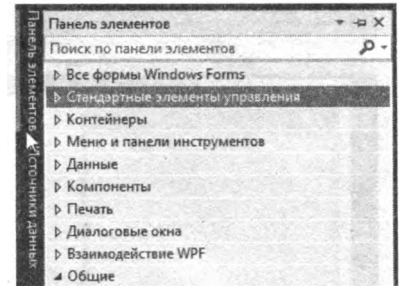 Панель элементов
Поиск по панели элементов
Все формы Windows Forms
Стандартные элементы управления
Контейнеры
Меню и панели инструментов
Данные
Компоненты
Печать
Диалоговые окна
Взаимодействие WPF
Общие
Панель элементов
Источники данных